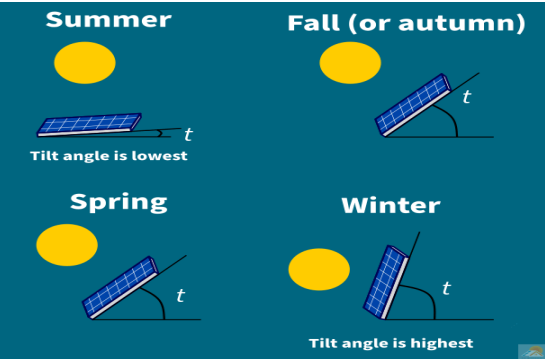 Summer
t
Tilt angle is lowest
Fall (or autumn)
t
Spring
t
Winter
t
Tilt angle is highest